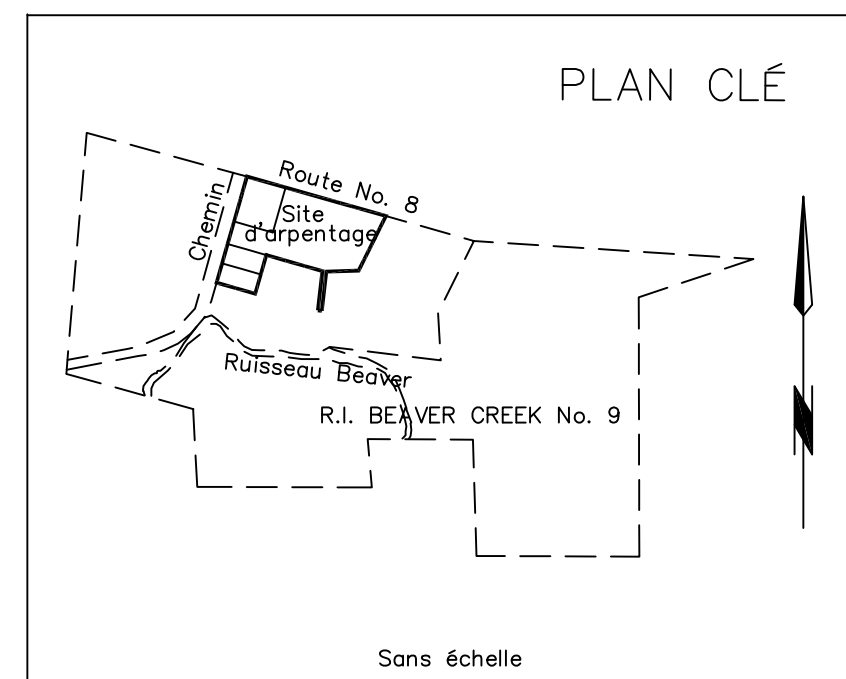 PLAN CLÉ
Route No. 8
Chemin
Site
d'arpentage
Ruisseau Beaver
R.I. BEAVER CREEK No. 9
N
Sans échelle